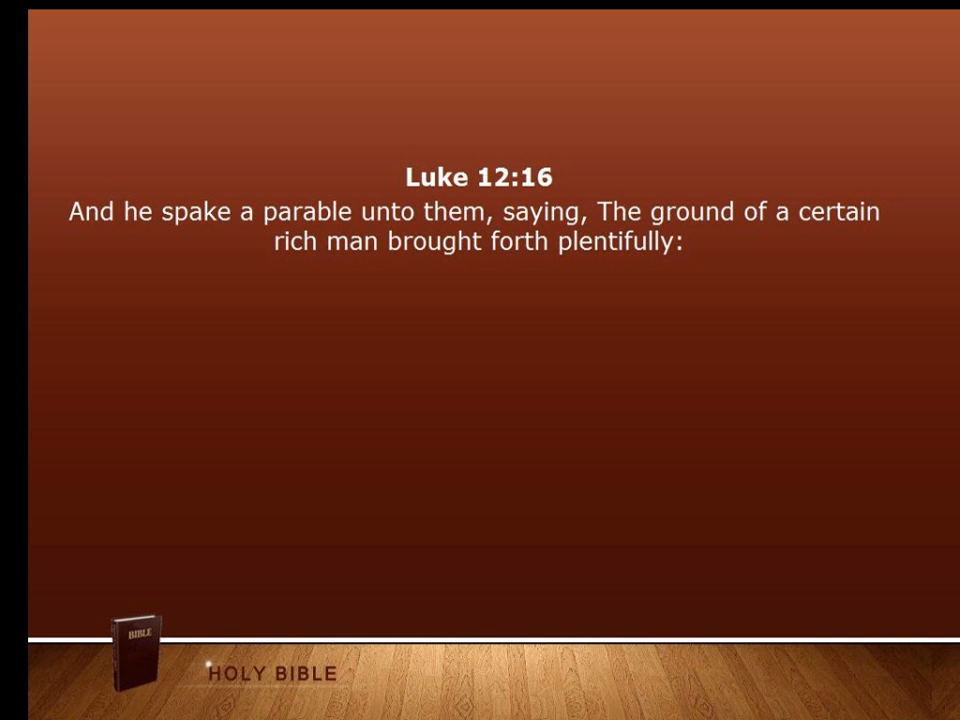 Luke 12:16
And he spake a parable unto them, saying, The ground of a certain
rich man brought forth plentifully:
BIBLE
HOLY BIBLE